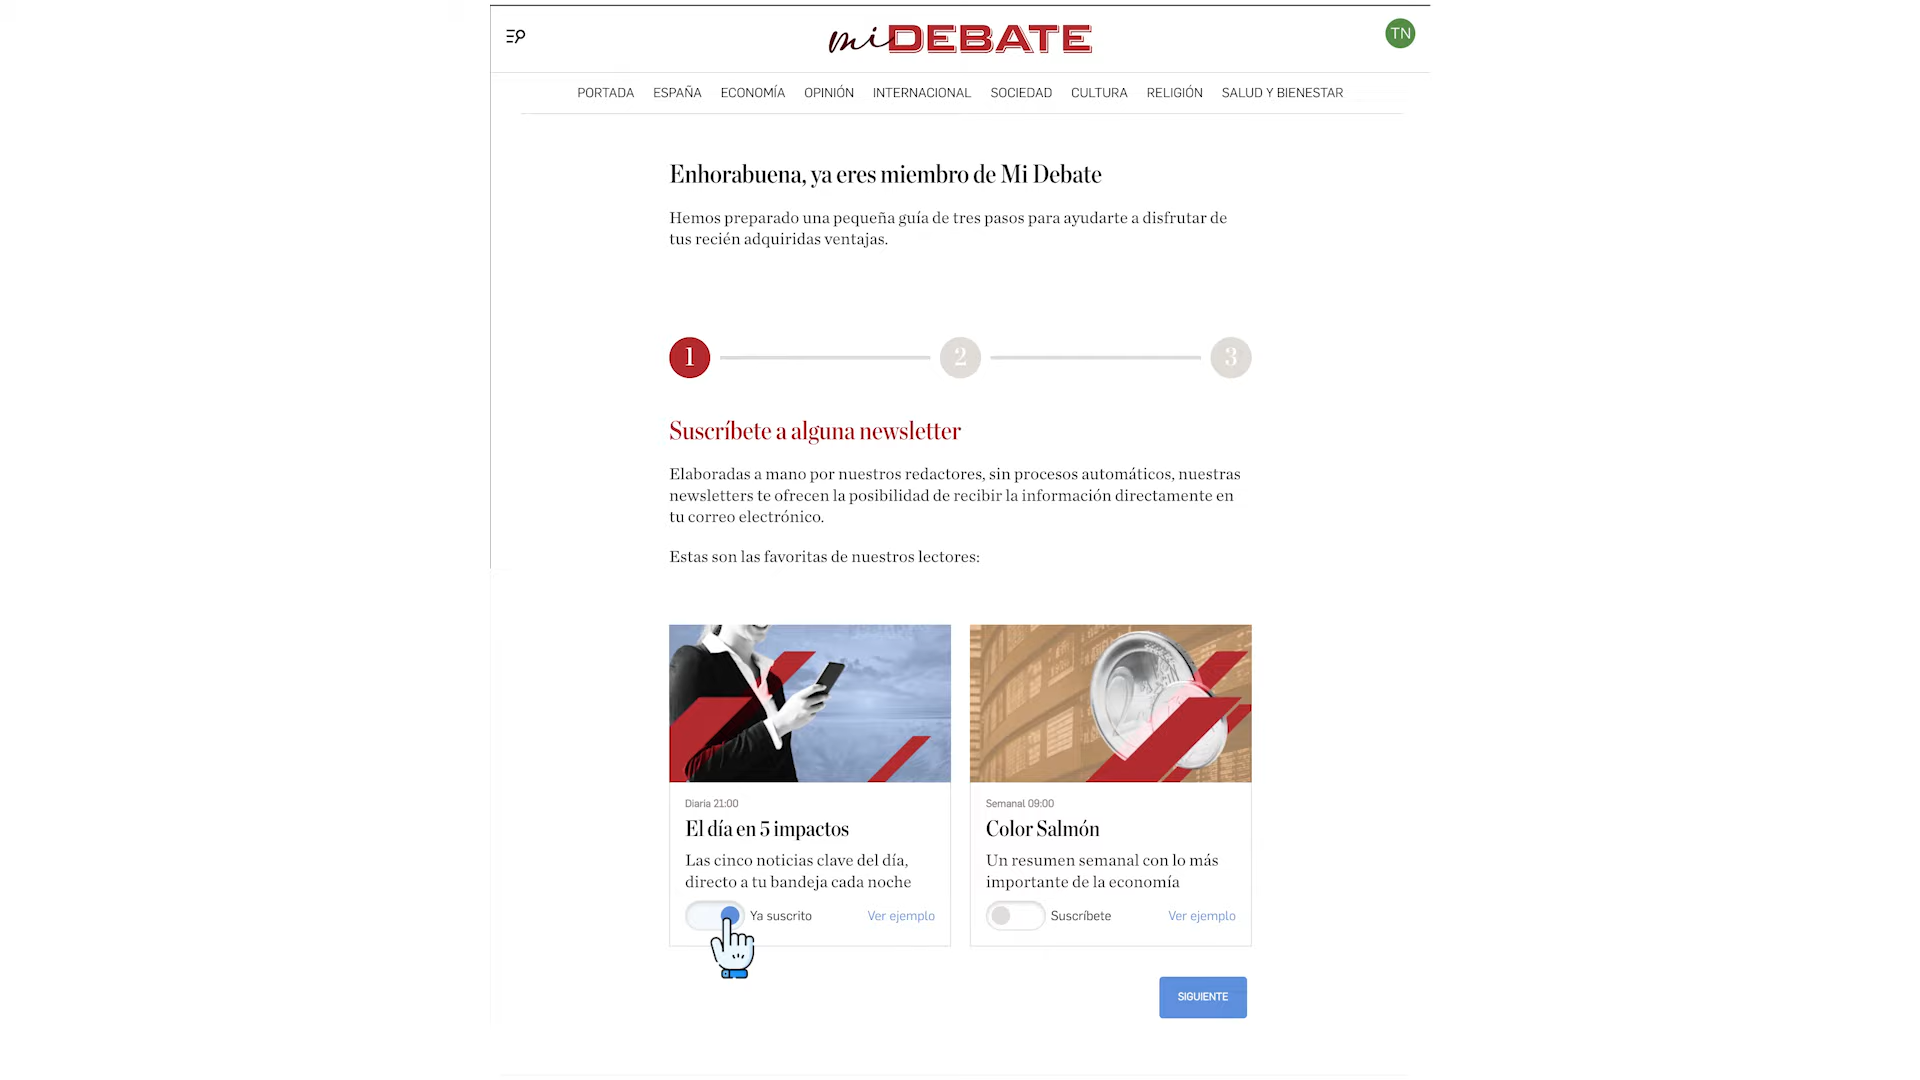 mi DEBATE
TN
PORTADA ESPAÑA ECONOMÍA OPINIÓN INTERNACIONAL SOCIEDAD CULTURA RELIGIÓN SALUD Y BIENESTAR
Enhorabuena, ya eres miembro de Mi Debate
Hemos preparado una pequeña guía de tres pasos para ayudarte a disfrutar de
tus recién adquiridas ventajas.
1 2 3
Suscríbete a alguna newsletter
Elaboradas a mano por nuestros redactores, sin procesos automáticos, nuestras
newsletters te ofrecen la posibilidad de recibir la información directamente en
tu correo electrónico.
Estas son las favoritas de nuestros lectores:
Diaria 21:00
El día en 5 impactos
Las cinco noticias clave del día,
directo a tu bandeja cada noche
Ya suscrito Ver ejemplo
Semanal 09:00
Color Salmón
Un resumen semanal con lo más
importante de la economía
Suscríbete Ver ejemplo
SIGUIENTE